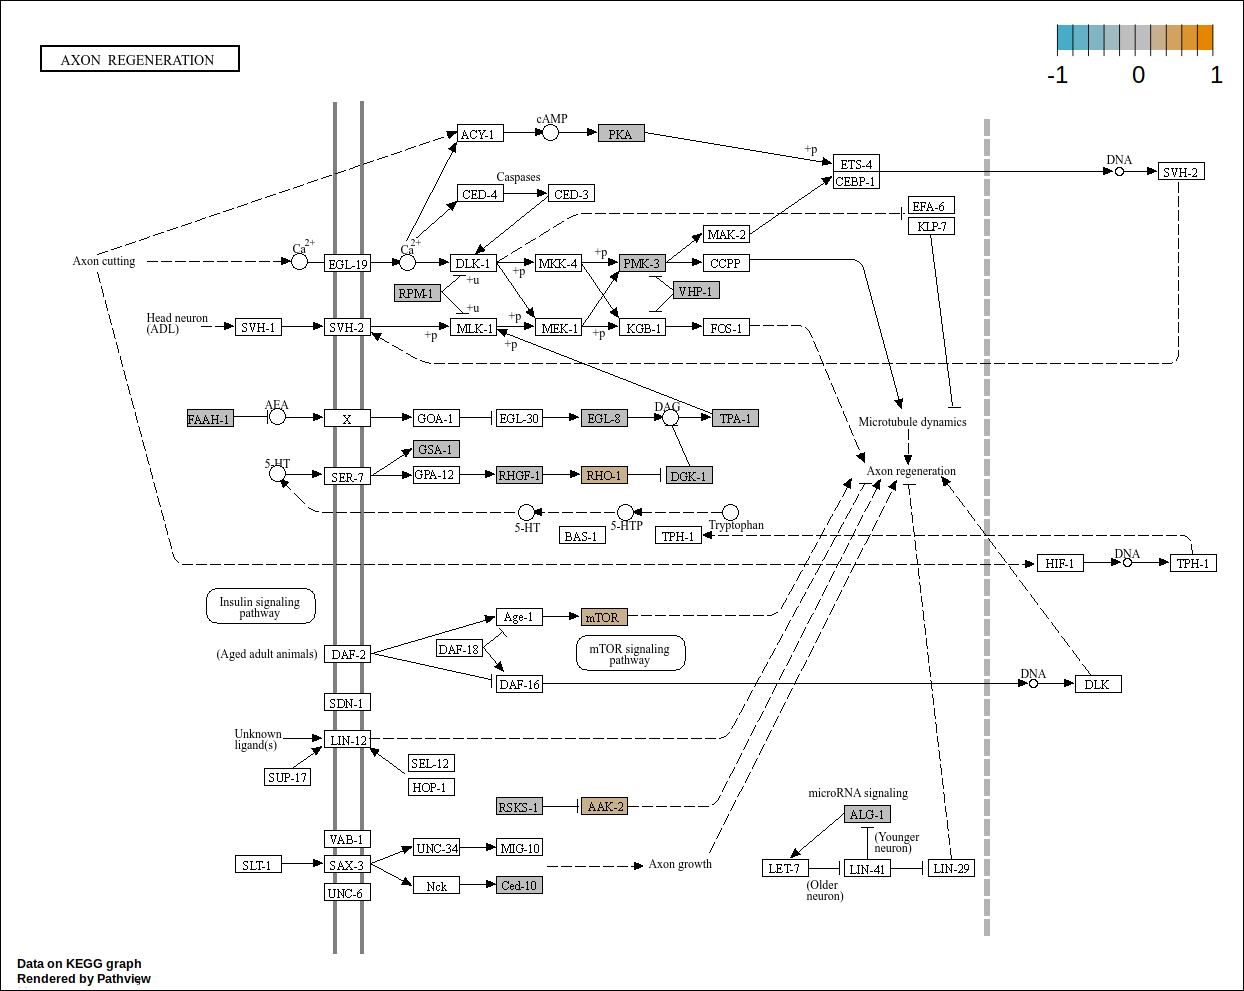 AXON REGENERATION
-1 0 1
cAMP
ACY-1
PKA
+p
ETS-4
CEBP-1
DNA
SVH-2
Caspases
CED-4
CED-3
EFA-6
KLP-7
MAK-2
Axon cutting
Ca2+
EGL-19
Ca2+
DLK-1
+p
MKK-4
+p
PMK-3
CCPP
RPM-1
+u
+u
VHP-1
Head neuron
(ADL)
SVH-1
SVH-2
+p
MLK-1
+p
+p
MEK-1
+p
KGB-1
FOS-1
FAAH-1
AEA
X
GOA-1
EGL-30
EGL-8
DAG
TPA-1
Microtubule dynamics
GSA-1
5-HT
SER-7
GPA-12
RHGF-1
RHO-1
DGK-1
Axon regeneration
5-HT
5-HTP
Tryptophan
BAS-1
TPH-1
HIF-1
DNA
TPH-1
Insulin signaling
pathway
Age-1
mTOR
(Aged adult animals)
DAF-2
DAF-18
mTOR signaling
pathway
DAF-16
DNA
DLK
SDN-1
Unknown
ligand(s)
LIN-12
SUP-17
SEL-12
HOP-1
RSKS-1
AAK-2
microRNA signaling
ALG-1
VAB-1
(Younger
neuron)
SLT-1
SAX-3
UNC-34
MIG-10
Axon growth
LET-7
LIN-41
LIN-29
(Older
neuron)
UNC-6
Nck
Ced-10
Data on KEGG graph
Rendered by Pathview